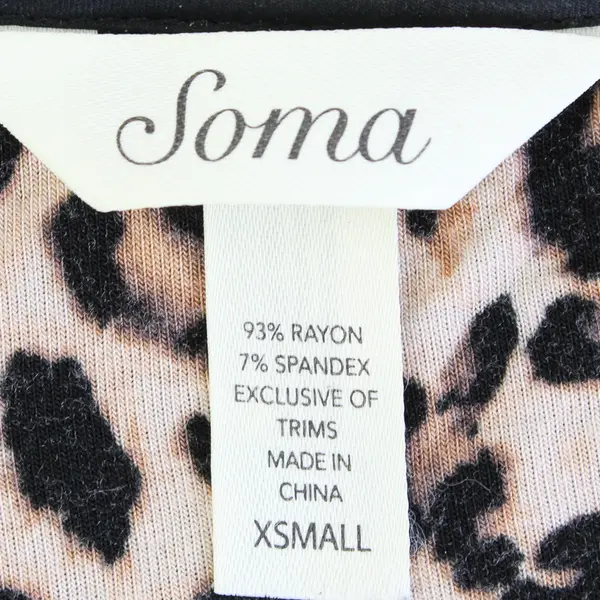 Soma
93% RAYON
7% SPANDEX
EXCLUSIVE OF
TRIMS
MADE IN
CHINA
XSMALL